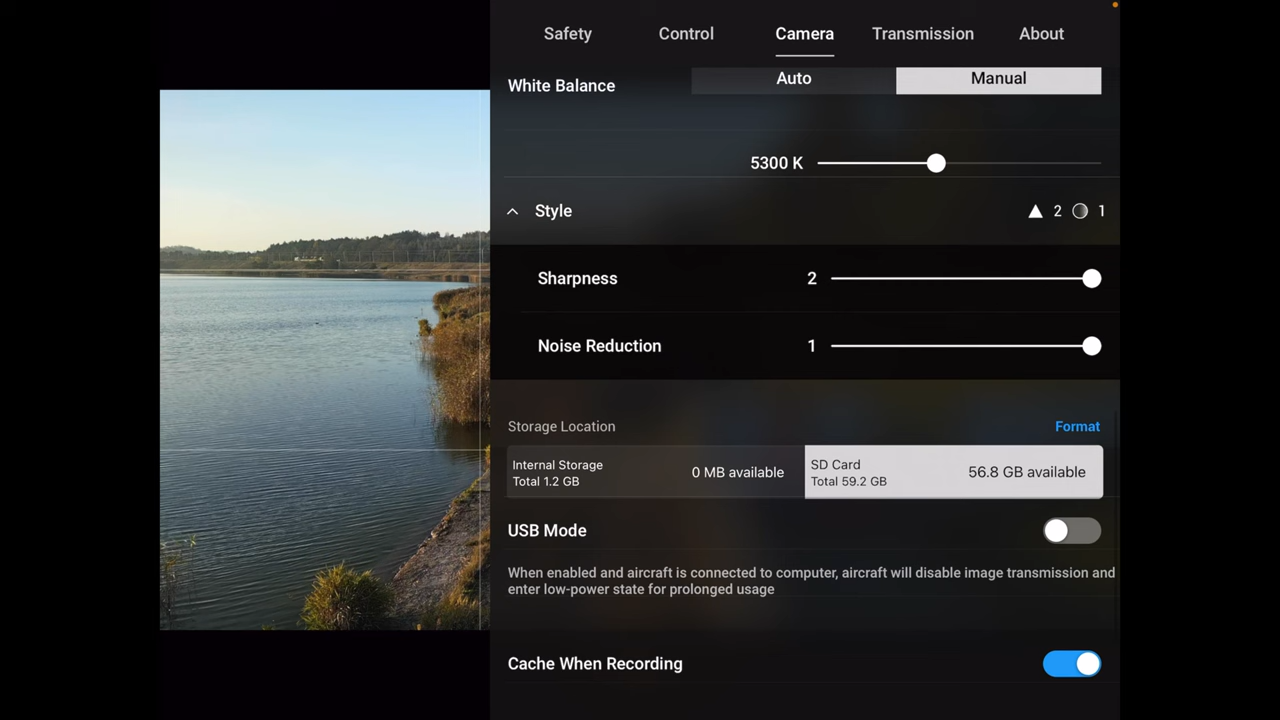 Safety Control Camera Transmission About
White Balance Auto Manual
5300 K
Style 2 1
Sharpness 2
Noise Reduction 1
Storage Location Format
Internal Storage
Total 1.2 GB
0 MB available
SD Card
Total 59.2 GB
56.8 GB available
USB Mode
When enabled and aircraft is connected to computer, aircraft will disable image transmission and
enter low-power state for prolonged usage
Cache When Recording